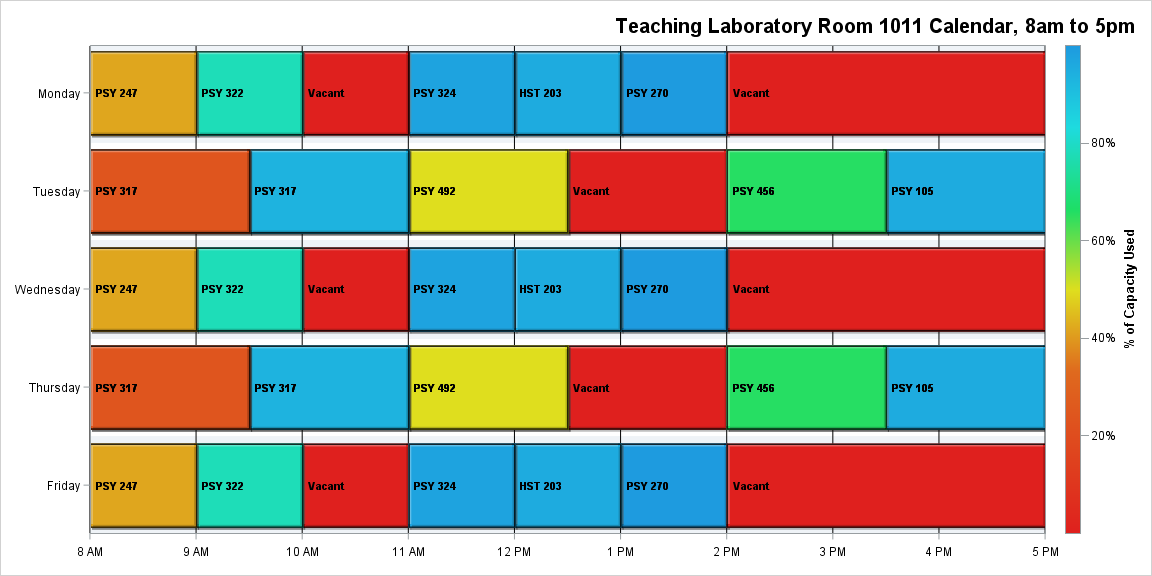 Teaching Laboratory Room 1011 Calendar, 8am to 5pm
Monday
PSY 247
PSY 322
Vacant
PSY 324
HST 203
PSY 270
Vacant
Tuesday
PSY 317
PSY 317
PSY 492
Vacant
PSY 456
PSY 105
Wednesday
PSY 247
PSY 322
Vacant
PSY 324
HST 203
PSY 270
Vacant
Thursday
PSY 317
PSY 317
PSY 492
Vacant
PSY 456
PSY 105
Friday
PSY 247
PSY 322
Vacant
PSY 324
HST 203
PSY 270
Vacant
8 AM
9 AM
10 AM
11 AM
12 PM
1 PM
2 PM
3 PM
4 PM
5 PM
80%
60%
40%
20%
% of Capacity Used